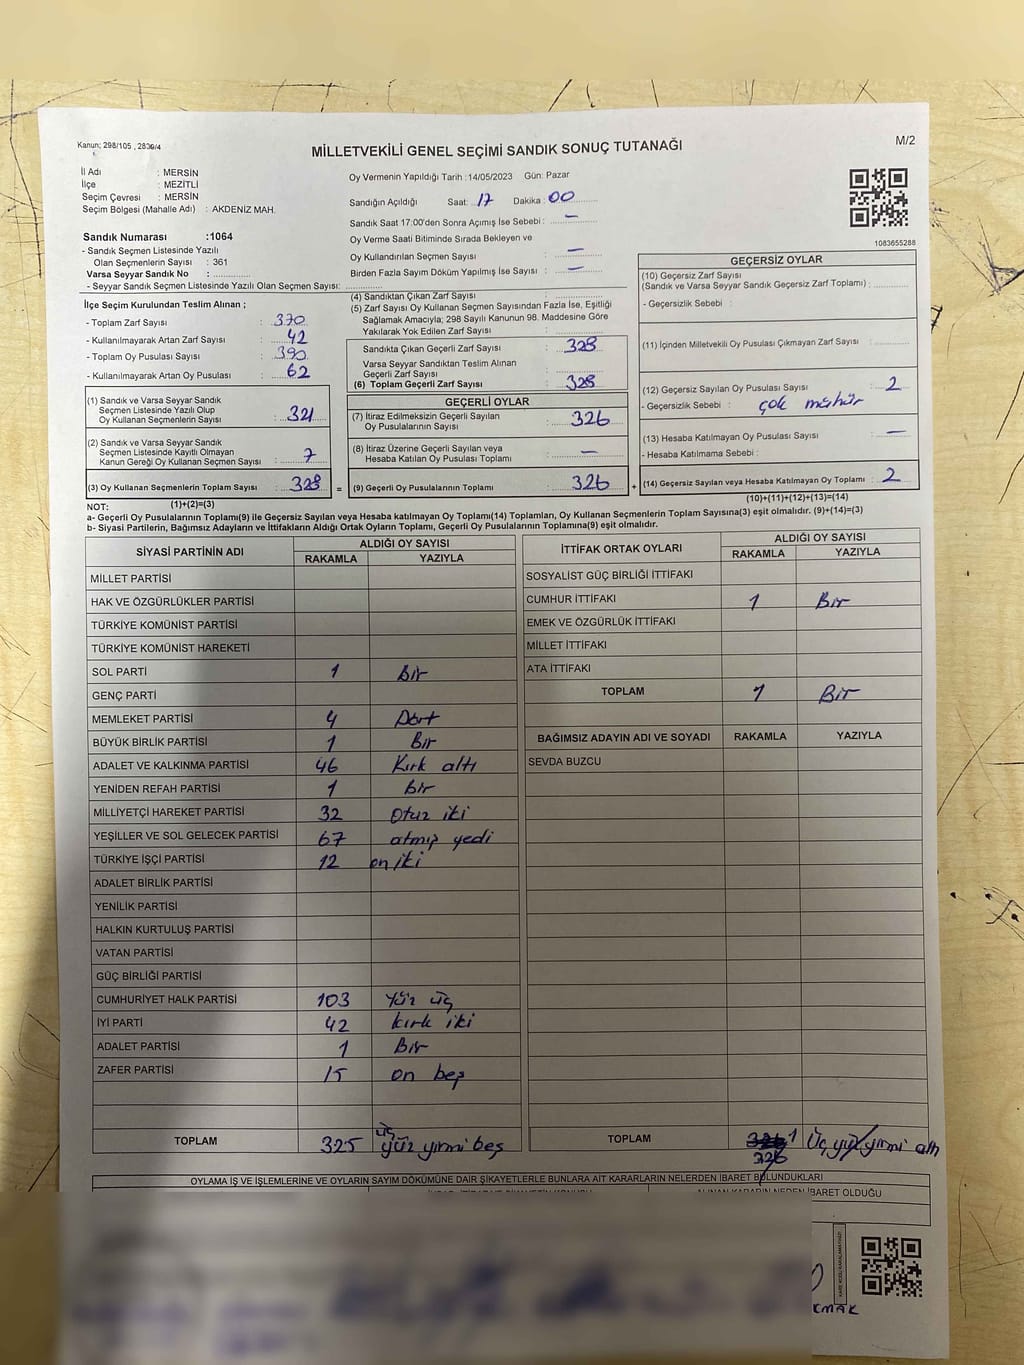 Kanun; 298/105 , 2839/4
M/2
MİLLETVEKİLİ GENEL SEÇİMİ SANDIK SONUÇ TUTANAĞI
İl Adı : MERSİN
İlçe : MEZİTLİ
Seçim Çevresi : MERSİN
Seçim Bölgesi (Mahalle Adı) : AKDENİZ MAH.
Sandık Numarası :1064
- Sandık Seçmen Listesinde Yazılı
Olan Seçmenlerin Sayısı : 361
Varsa Seyyar Sandık No : ..............
- Seyyar Sandık Seçmen Listesinde Yazılı Olan Seçmen Sayısı: ..............
Oy Vermenin Yapıldığı Tarih :14/05/2023 Gün: Pazar
Sandığın Açıldığı Saat: 17 Dakika: 00
Sandık Saat 17:00'den Sonra Açımış İse Sebebi : —
Oy Verme Saati Bitiminde Sırada Bekleyen ve
Oy Kullandırılan Seçmen Sayısı : —
Birden Fazla Sayım Döküm Yapılmış İse Sayısı : —
1083655288
İlçe Seçim Kurulundan Teslim Alınan ;
- Toplam Zarf Sayısı : 370
- Kullanılmayarak Artan Zarf Sayısı : 42
- Toplam Oy Pusulası Sayısı : 390
- Kullanılmayarak Artan Oy Pusulası : 62
(1) Sandık ve Varsa Seyyar Sandık
Seçmen Listesinde Yazılı Olup
Oy Kullanan Seçmenlerin Sayısı : 321
(2) Sandık ve Varsa Seyyar Sandık
Seçmen Listesinde Kayıtlı Olmayan
Kanun Gereği Oy Kullanan Seçmen Sayısı : 7
(3) Oy Kullanan Seçmenlerin Toplam Sayısı : 328
(1)+(2)=(3)
(4) Sandıktan Çıkan Zarf Sayısı :
(5) Zarf Sayısı Oy Kullanan Seçmen Sayısından Fazla İse, Eşitliği
Sağlamak Amacıyla; 298 Sayılı Kanunun 98. Maddesine Göre
Yakılarak Yok Edilen Zarf Sayısı :
Sandıkta Çıkan Geçerli Zarf Sayısı : 328
Varsa Seyyar Sandıktan Teslim Alınan
Geçerli Zarf Sayısı :
(6) Toplam Geçerli Zarf Sayısı : 328
GEÇERLİ OYLAR
(7) İtiraz Edilmeksizin Geçerli Sayılan
Oy Pusulalarının Sayısı : 326
(8) İtiraz Üzerine Geçerli Sayılan veya
Hesaba Katılan Oy Pusulası Toplamı : —
= (9) Geçerli Oy Pusulalarının Toplamı : 326
GEÇERSİZ OYLAR
(10) Geçersiz Zarf Sayısı
(Sandık ve Varsa Seyyar Sandık Geçersiz Zarf Toplamı) :
- Geçersizlik Sebebi :
(11) İçinden Milletvekili Oy Pusulası Çıkmayan Zarf Sayısı :
(12) Geçersiz Sayılan Oy Pusulası Sayısı : 2
- Geçersizlik Sebebi : çok mühür
(13) Hesaba Katılmayan Oy Pusulası Sayısı : —
- Hesaba Katılmama Sebebi :
+ (14) Geçersiz Sayılan veya Hesaba Katılmayan Oy Toplamı : 2
(10)+(11)+(12)+(13)=(14)
NOT:
a- Geçerli Oy Pusulalarının Toplamı(9) ile Geçersiz Sayılan veya Hesaba katılmayan Oy Toplamı(14) Toplamları, Oy Kullanan Seçmenlerin Toplam Sayısına(3) eşit olmalıdır. (9)+(14)=(3)
b- Siyasi Partilerin, Bağımsız Adayların ve İttifakların Aldığı Ortak Oyların Toplamı, Geçerli Oy Pusulalarının Toplamına(9) eşit olmalıdır.
SİYASİ PARTİNİN ADI ALDIĞI OY SAYISI
RAKAMLA YAZIYLA
MİLLET PARTİSİ
HAK VE ÖZGÜRLÜKLER PARTİSİ
TÜRKİYE KOMÜNİST PARTİSİ
TÜRKİYE KOMÜNİST HAREKETİ
SOL PARTİ 1 Bir
GENÇ PARTİ
MEMLEKET PARTİSİ 4 Dört
BÜYÜK BİRLİK PARTİSİ 1 Bir
ADALET VE KALKINMA PARTİSİ 46 Kırk altı
YENİDEN REFAH PARTİSİ 1 Bir
MİLLİYETÇİ HAREKET PARTİSİ 32 Otuz iki
YEŞİLLER VE SOL GELECEK PARTİSİ 67 atmış yedi
TÜRKİYE İŞÇİ PARTİSİ 12 on iki
ADALET BİRLİK PARTİSİ
YENİLİK PARTİSİ
HALKIN KURTULUŞ PARTİSİ
VATAN PARTİSİ
GÜÇ BİRLİĞİ PARTİSİ
CUMHURİYET HALK PARTİSİ 103 Yüz üç
İYİ PARTİ 42 kırk iki
ADALET PARTİSİ 1 Bir
ZAFER PARTİSİ 15 on beş
TOPLAM 325 üç yüz yirmi beş
İTTİFAK ORTAK OYLARI ALDIĞI OY SAYISI
RAKAMLA YAZIYLA
SOSYALİST GÜÇ BİRLİĞİ İTTİFAKI
CUMHUR İTTİFAKI 1 Bir
EMEK VE ÖZGÜRLÜK İTTİFAKI
MİLLET İTTİFAKI
ATA İTTİFAKI
TOPLAM 1 Bir
BAĞIMSIZ ADAYIN ADI VE SOYADI RAKAMLA YAZIYLA
SEVDA BUZCU
TOPLAM 326 Üç yüz yirmi altı
OYLAMA İŞ VE İŞLEMLERİNE VE OYLARIN SAYIM DÖKÜMÜNE DAİR ŞİKAYETLERLE BUNLARA AİT KARARLARIN NELERDEN İBARET BULUNDUKLARI
ALINAN KARARIN NEDEN İBARET OLDUĞU